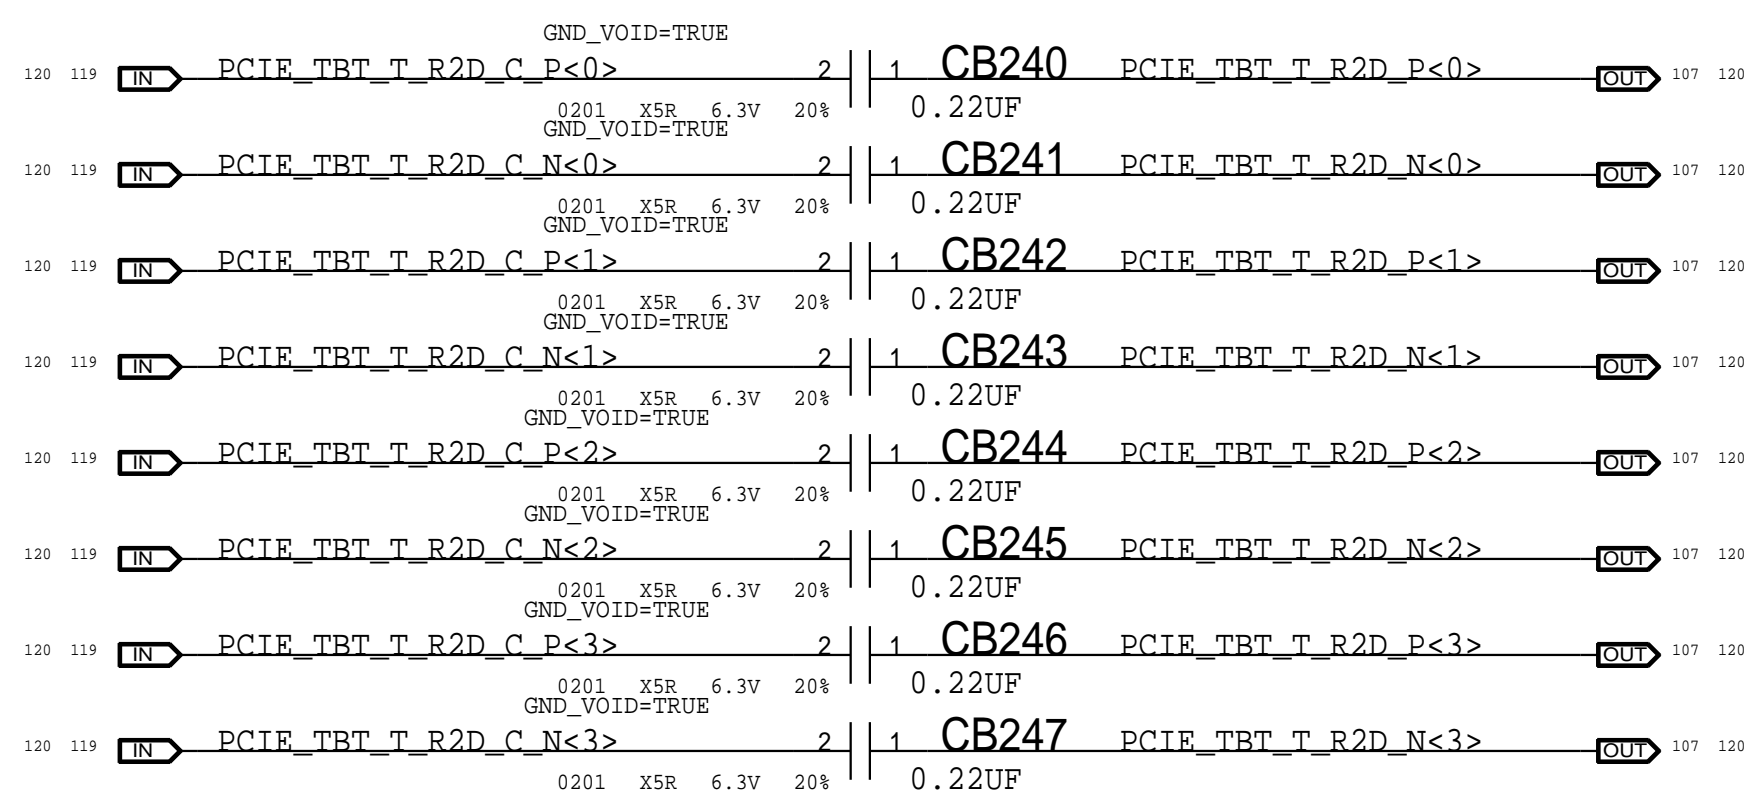 GND_VOID=TRUE
120 119 IN PCIE_TBT_T_R2D_C_P<0> 2 1 CB240 PCIE_TBT_T_R2D_P<0> OUT 107 120
0201 X5R 6.3V 20% 0.22UF
GND_VOID=TRUE
120 119 IN PCIE_TBT_T_R2D_C_N<0> 2 1 CB241 PCIE_TBT_T_R2D_N<0> OUT 107 120
0201 X5R 6.3V 20% 0.22UF
GND_VOID=TRUE
120 119 IN PCIE_TBT_T_R2D_C_P<1> 2 1 CB242 PCIE_TBT_T_R2D_P<1> OUT 107 120
0201 X5R 6.3V 20% 0.22UF
GND_VOID=TRUE
120 119 IN PCIE_TBT_T_R2D_C_N<1> 2 1 CB243 PCIE_TBT_T_R2D_N<1> OUT 107 120
0201 X5R 6.3V 20% 0.22UF
GND_VOID=TRUE
120 119 IN PCIE_TBT_T_R2D_C_P<2> 2 1 CB244 PCIE_TBT_T_R2D_P<2> OUT 107 120
0201 X5R 6.3V 20% 0.22UF
GND_VOID=TRUE
120 119 IN PCIE_TBT_T_R2D_C_N<2> 2 1 CB245 PCIE_TBT_T_R2D_N<2> OUT 107 120
0201 X5R 6.3V 20% 0.22UF
GND_VOID=TRUE
120 119 IN PCIE_TBT_T_R2D_C_P<3> 2 1 CB246 PCIE_TBT_T_R2D_P<3> OUT 107 120
0201 X5R 6.3V 20% 0.22UF
GND_VOID=TRUE
120 119 IN PCIE_TBT_T_R2D_C_N<3> 2 1 CB247 PCIE_TBT_T_R2D_N<3> OUT 107 120
0201 X5R 6.3V 20% 0.22UF